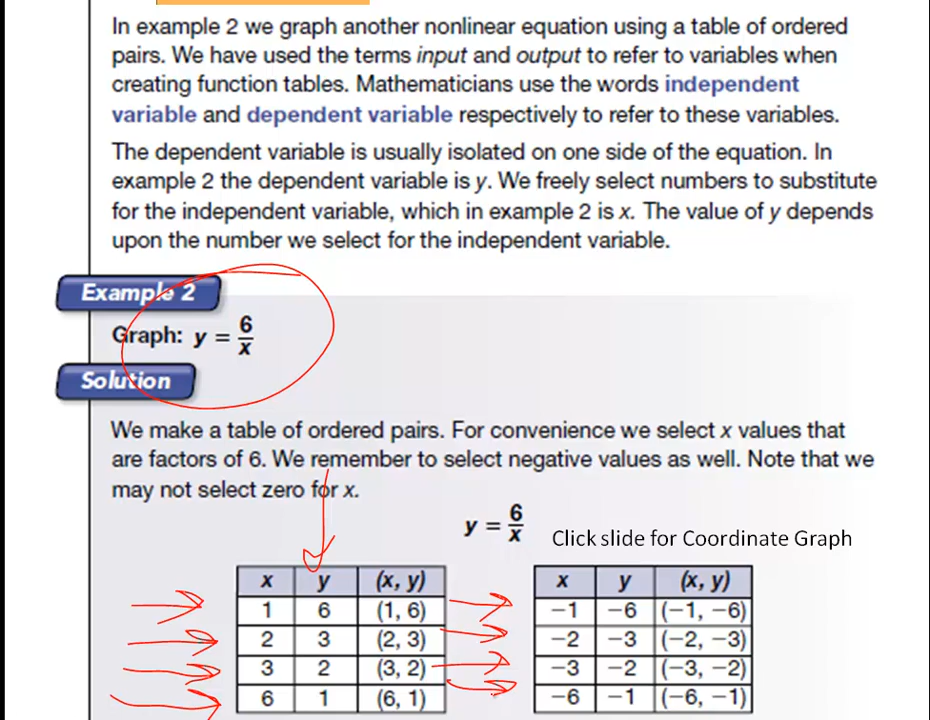 In example 2 we graph another nonlinear equation using a table of ordered
pairs. We have used the terms input and output to refer to variables when
creating function tables. Mathematicians use the words independent
variable and dependent variable respectively to refer to these variables.
The dependent variable is usually isolated on one side of the equation. In
example 2 the dependent variable is y. We freely select numbers to substitute
for the independent variable, which in example 2 is x. The value of y depends
upon the number we select for the independent variable.
Example 2
Graph: y = 6/x
Solution
We make a table of ordered pairs. For convenience we select x values that
are factors of 6. We remember to select negative values as well. Note that we
may not select zero for x.
y = 6/x
Click slide for Coordinate Graph
x y (x, y)
1 6 (1, 6)
2 3 (2, 3)
3 2 (3, 2)
6 1 (6, 1)
x y (x, y)
−1 −6 (−1, −6)
−2 −3 (−2, −3)
−3 −2 (−3, −2)
−6 −1 (−6, −1)